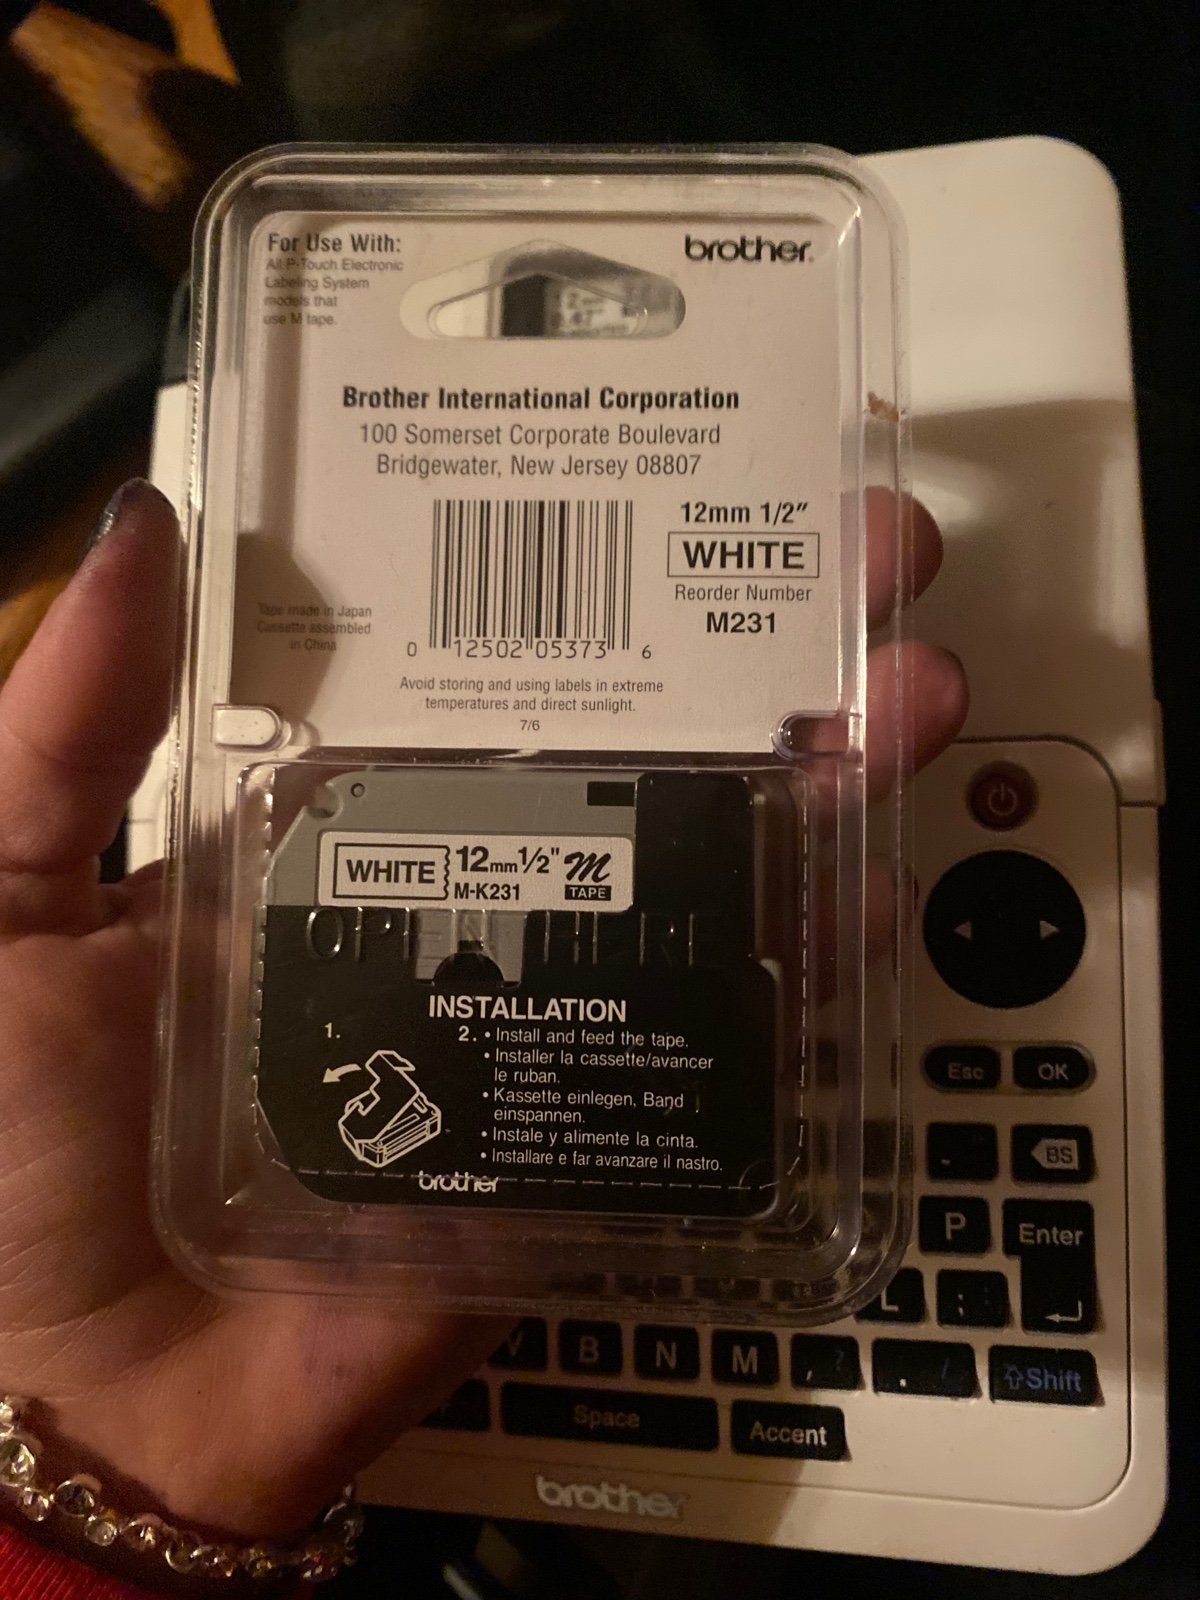 For Use With:
All P-Touch Electronic
Labeling System
models that
use M tape.
brother.
Brother International Corporation
100 Somerset Corporate Boulevard
Bridgewater, New Jersey 08807
12mm 1/2"
WHITE
Reorder Number
M231
Tape made in Japan
Cassette assembled
in China
0 12502 05373 6
Avoid storing and using labels in extreme
temperatures and direct sunlight.
7/6
WHITE
12mm 1/2"
M-K231
M
TAPE
OPEN HERE
INSTALLATION
1.
2. • Install and feed the tape.
• Installer la cassette/avancer
le ruban.
• Kassette einlegen, Band
einspannen.
• Instale y alimente la cinta.
• Installare e far avanzare il nastro.
brother
Esc
OK
-
BS
P
Enter
L
;
:
V
B
N
M
, ?
. /
Shift
Space
Accent
brother